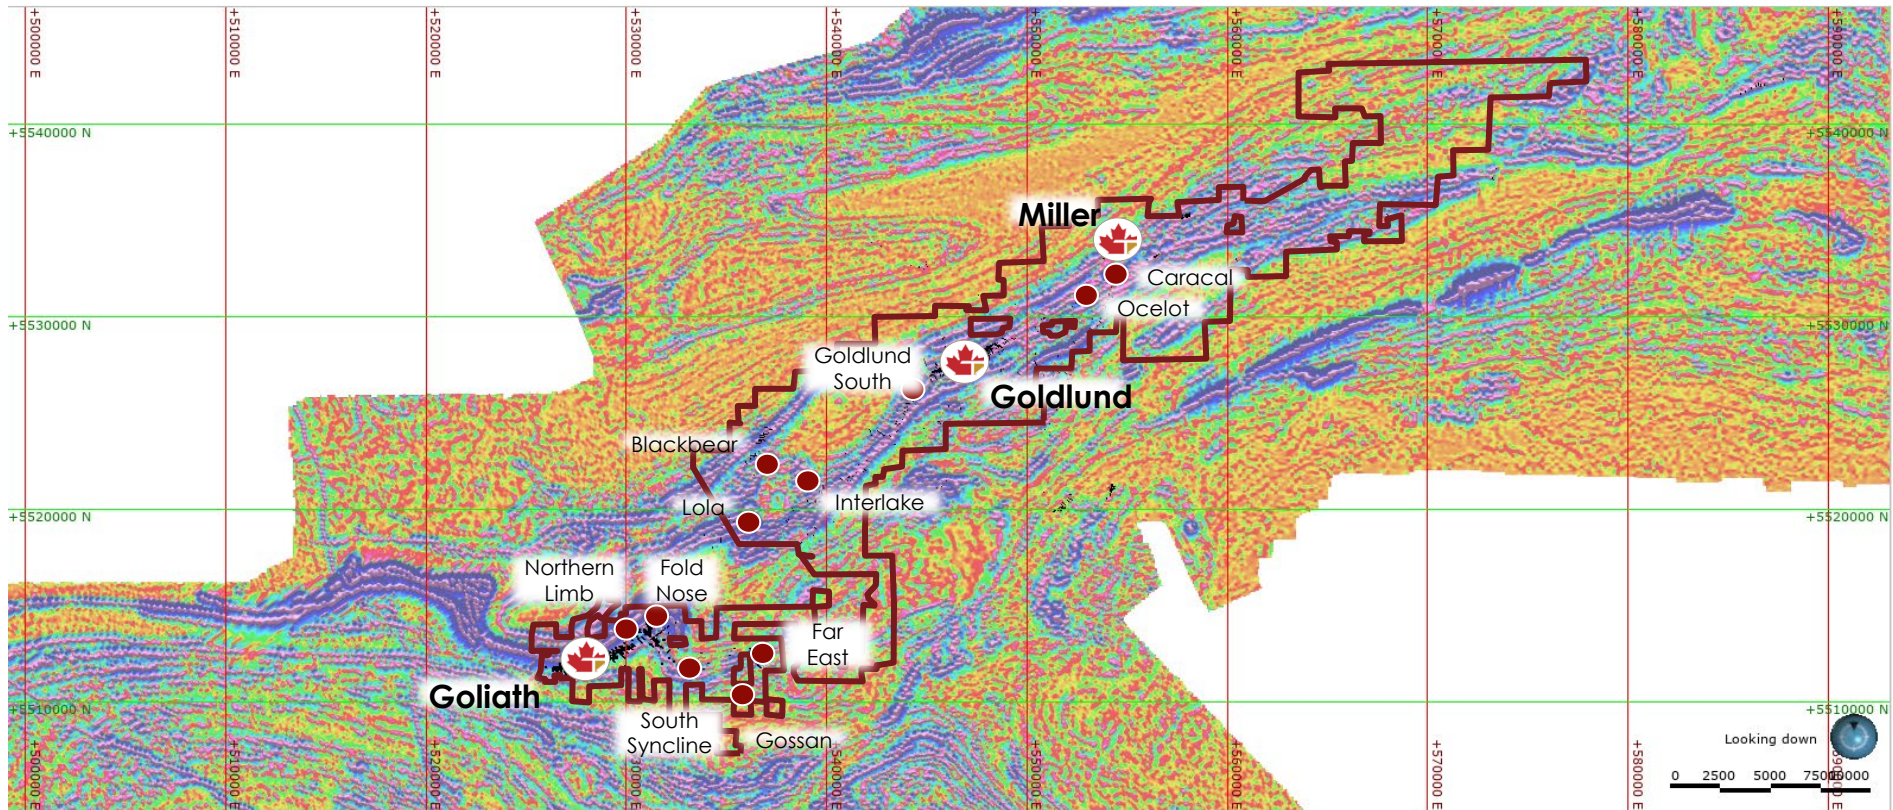 +500000 E
+510000 E
+520000 E
+530000 E
+540000 E
+550000 E
+560000 E
+570000 E
+580000 E
+590000 E
+5540000 N
+5540000 N
Miller
Caracal
Ocelot
+5530000 N
+5530000 N
Goldlund
South
Goldlund
Blackbear
Interlake
Lola
+5520000 N
+5520000 N
Northern
Limb
Fold
Nose
Far
East
Goliath
+5510000 N
+5510000 N
South
Syncline
Gossan
Looking down
0 2500 5000 7500
+500000 E
+510000 E
+520000 E
+530000 E
+540000 E
+550000 E
+560000 E
+570000 E
+580000 E